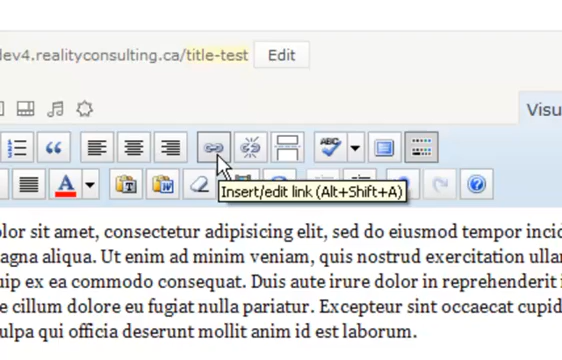 dev4.realityconsulting.ca/title-test Edit
Visu
ABC
A T W
Insert/edit link (Alt+Shift+A)
olor sit amet, consectetur adipisicing elit, sed do eiusmod tempor incid
agna aliqua. Ut enim ad minim veniam, quis nostrud exercitation ullan
uip ex ea commodo consequat. Duis aute irure dolor in reprehenderit i
e cillum dolore eu fugiat nulla pariatur. Excepteur sint occaecat cupid
ulpa qui officia deserunt mollit anim id est laborum.